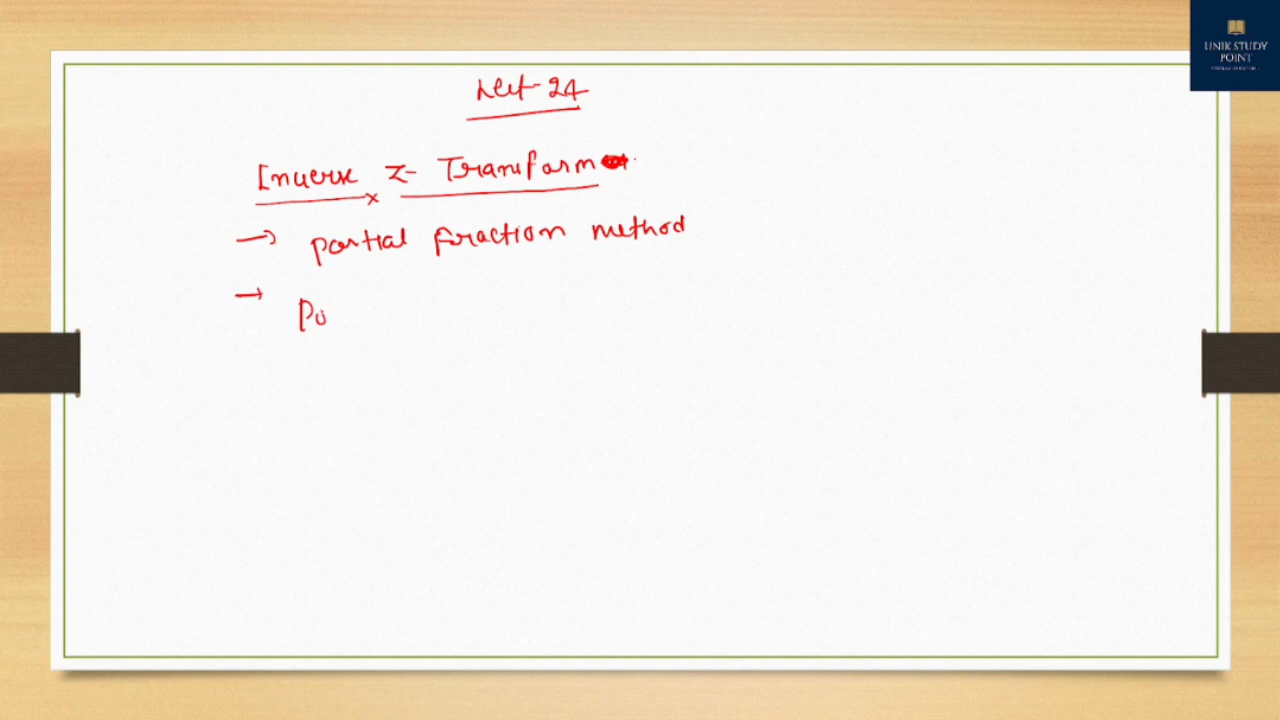 UNIK STUDY
POINT
Lect-24
Inverse Z- Transform
→ partial fraction method
→ Po